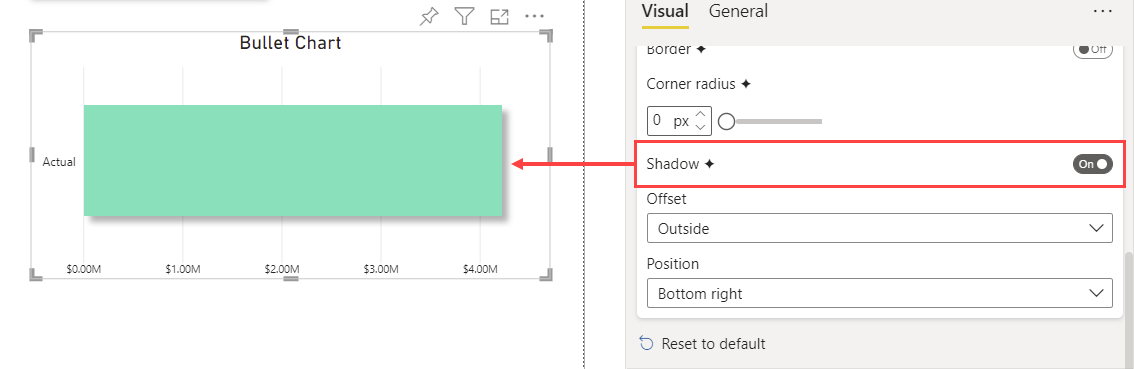 Bullet Chart
Actual
$0.00M $1.00M $2.00M $3.00M $4.00M
Visual General
Border Off
Corner radius
0 px
Shadow On
Offset
Outside
Position
Bottom right
Reset to default